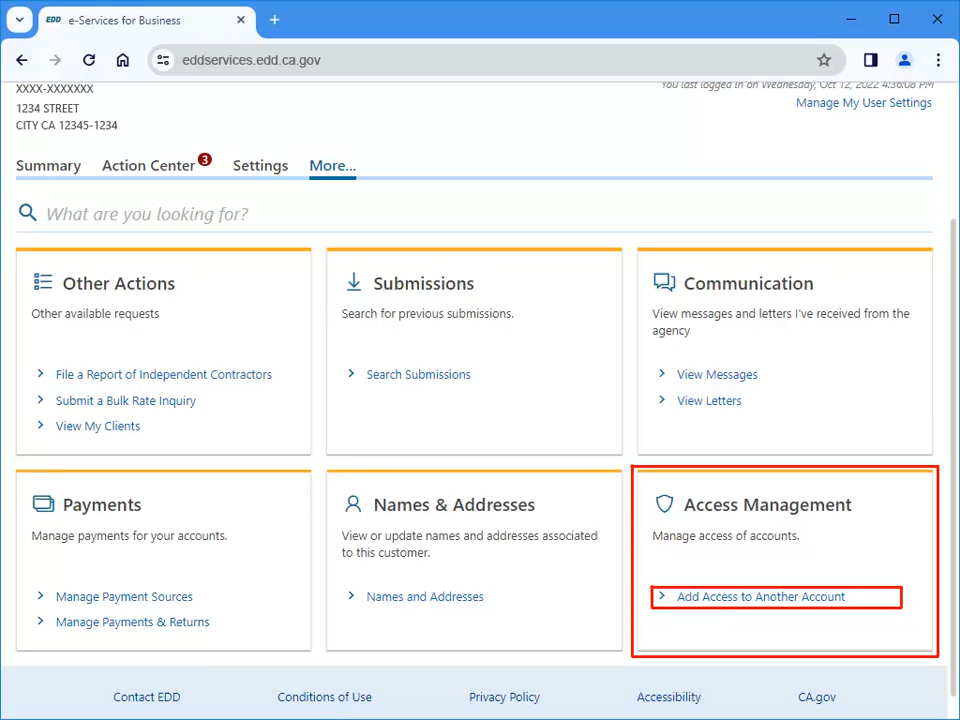 EDD e-Services for Business
eddservices.edd.ca.gov
XXXX-XXXXXXX
You last logged in on Wednesday, Oct 12, 2022 4:36:08 PM
1234 STREET
Manage My User Settings
CITY CA 12345-1234
Summary Action Center 3 Settings More...
What are you looking for?
Other Actions
Other available requests
File a Report of Independent Contractors
Submit a Bulk Rate Inquiry
View My Clients
Submissions
Search for previous submissions.
Search Submissions
Communication
View messages and letters I've received from the
agency
View Messages
View Letters
Payments
Manage payments for your accounts.
Manage Payment Sources
Manage Payments & Returns
Names & Addresses
View or update names and addresses associated
to this customer.
Names and Addresses
Access Management
Manage access of accounts.
Add Access to Another Account
Contact EDD Conditions of Use Privacy Policy Accessibility CA.gov